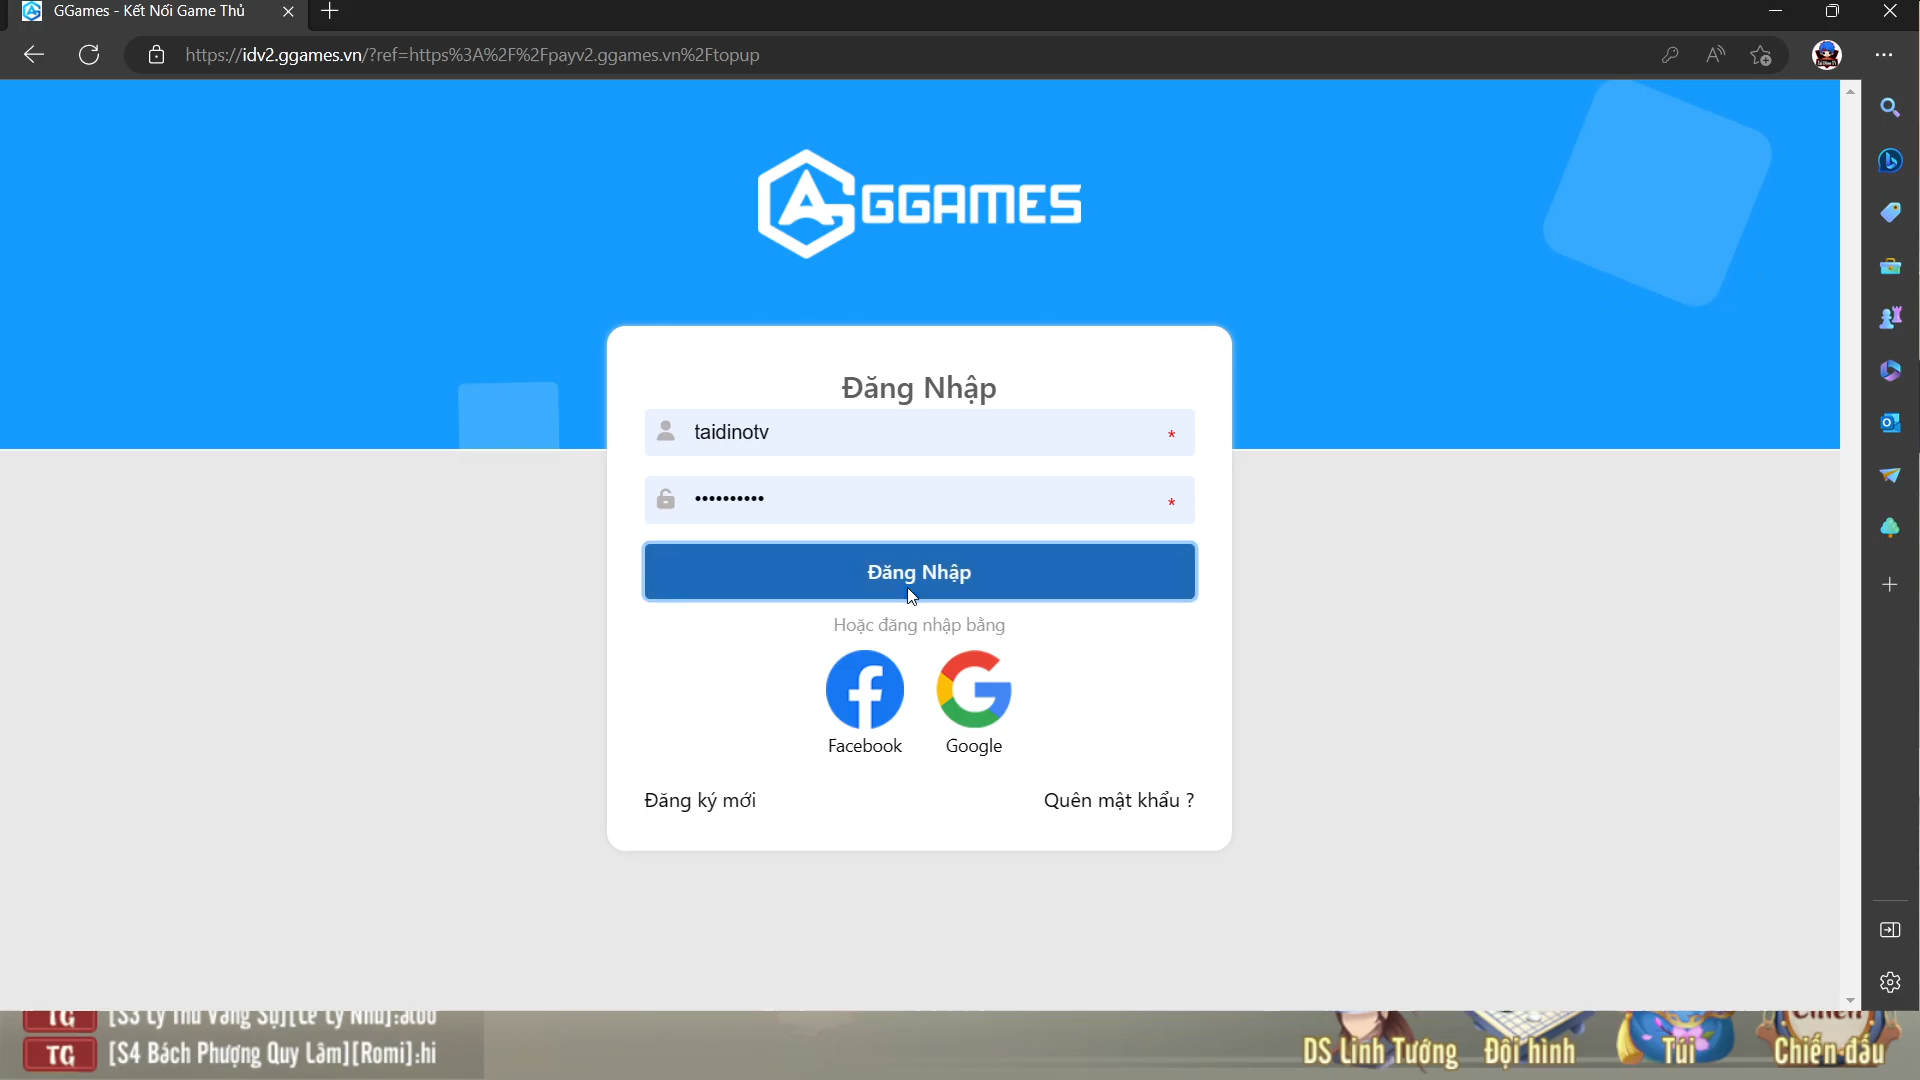 GGames - Kết Nối Game Thủ
https://idv2.ggames.vn/?ref=https%3A%2F%2Fpayv2.ggames.vn%2Ftopup
GGAMES
Đăng Nhập
taidinotv *
•••••••••• *
Đăng Nhập
Hoặc đăng nhập bằng
Facebook Google
Đăng ký mới Quên mật khẩu ?
TG
TG [S4 Bách Phượng Quy Lâm][Romi]:hi
DS Linh Tướng Đội hình Túi Chiến đấu